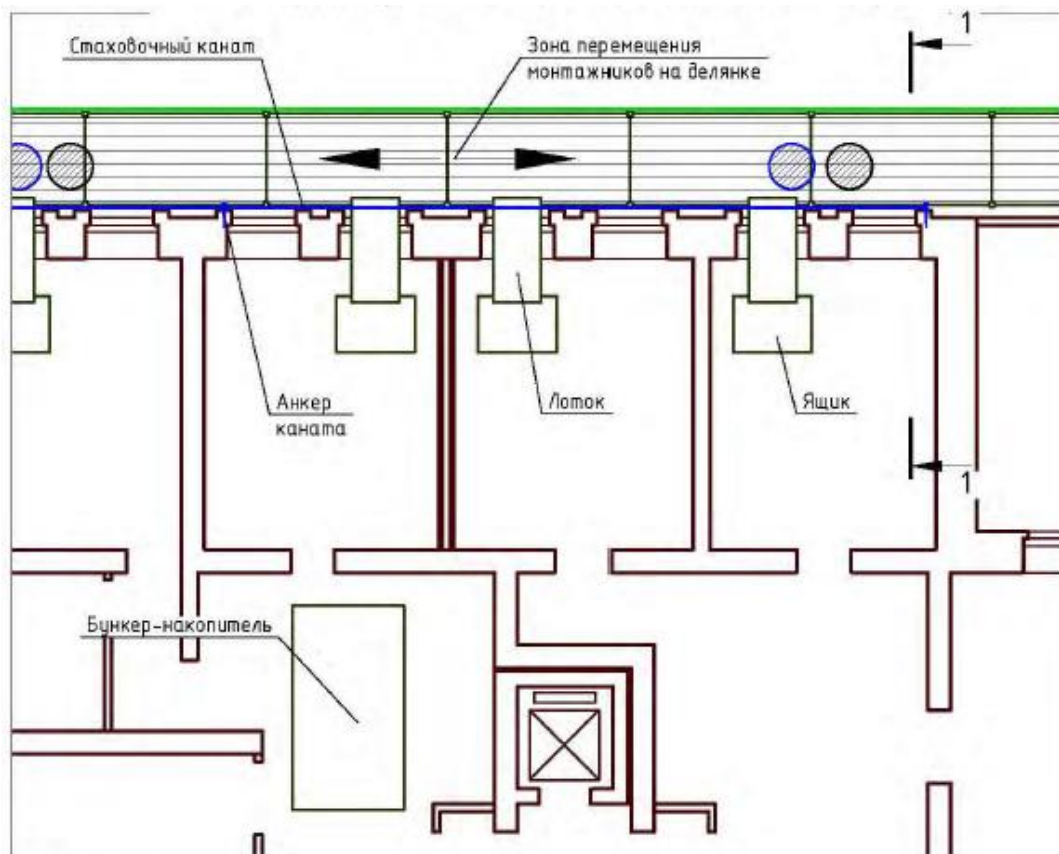 1
Стаховочный канат
Зона перемещения
монтажников на делянке
Анкер
каната
Лоток
Ящик
1
Бункер-накопитель